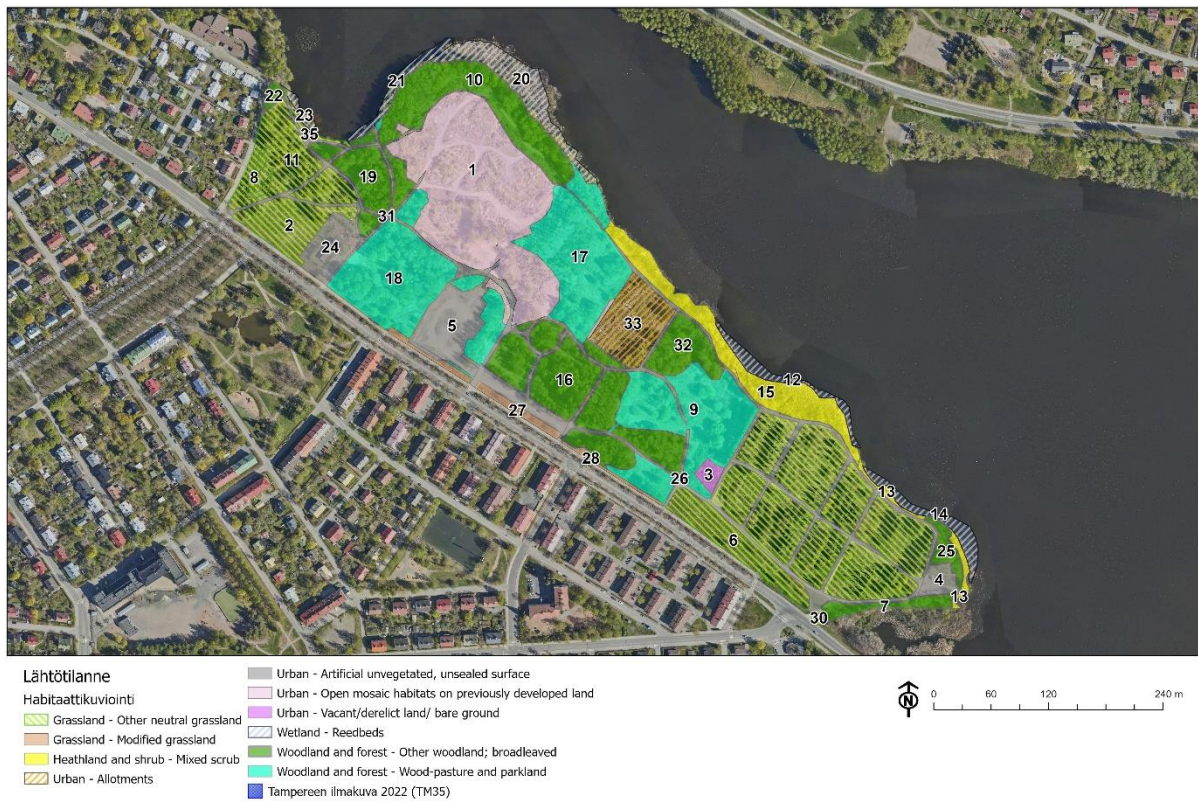 22
23
35
21
10
20
11
8
19
1
2
31
24
18
17
5
33
32
16
12
15
9
27
28
26
3
13
14
6
25
4
13
7
30
Lähtötilanne
Habitaattikuviointi
Grassland - Other neutral grassland
Grassland - Modified grassland
Heathland and shrub - Mixed scrub
Urban - Allotments
Urban - Artificial unvegetated, unsealed surface
Urban - Open mosaic habitats on previously developed land
Urban - Vacant/derelict land/ bare ground
Wetland - Reedbeds
Woodland and forest - Other woodland; broadleaved
Woodland and forest - Wood-pasture and parkland
Tampereen ilmakuva 2022 (TM35)
N
0 60 120 240 m